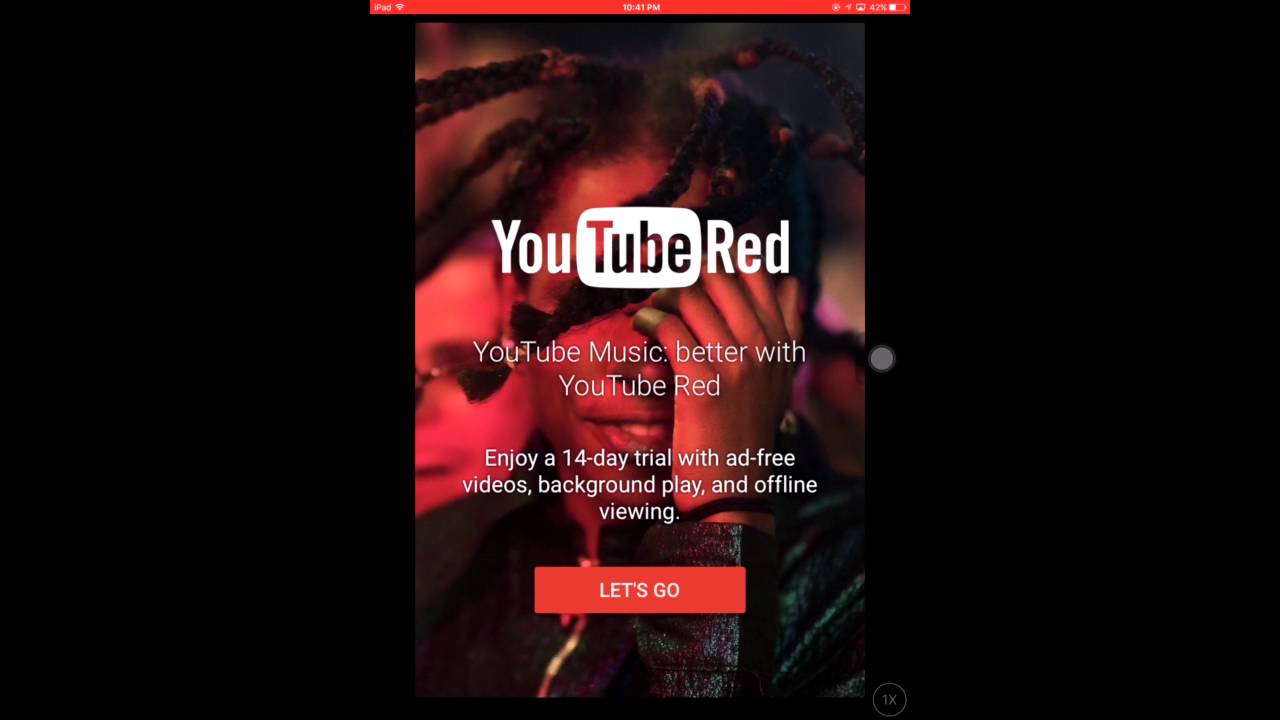 iPad 10:41 PM 42%
YouTube Red
YouTube Music: better with
YouTube Red
Enjoy a 14-day trial with ad-free
videos, background play, and offline
viewing.
LET'S GO
1X